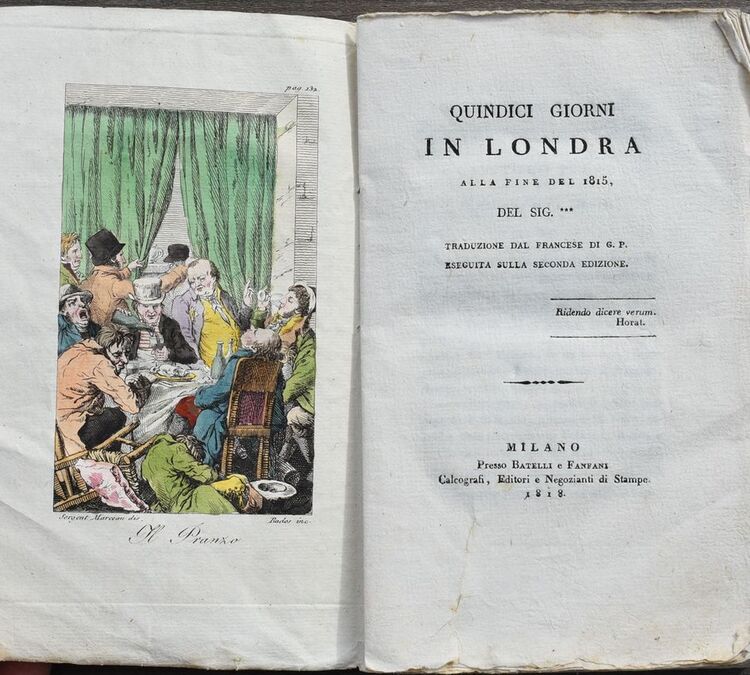 pag. 132.
Sergent Marceau dis.
Rados inc.
Il Pranzo
QUINDICI GIORNI
IN LONDRA
ALLA FINE DEL 1815,
DEL SIG. ***
TRADUZIONE DAL FRANCESE DI G. P.
ESEGUITA SULLA SECONDA EDIZIONE.
Ridendo dicere verum.
Horat.
MILANO
Presso BATELLI e FANFANI
Calcografi, Editori e Negozianti di Stampe.
1818.